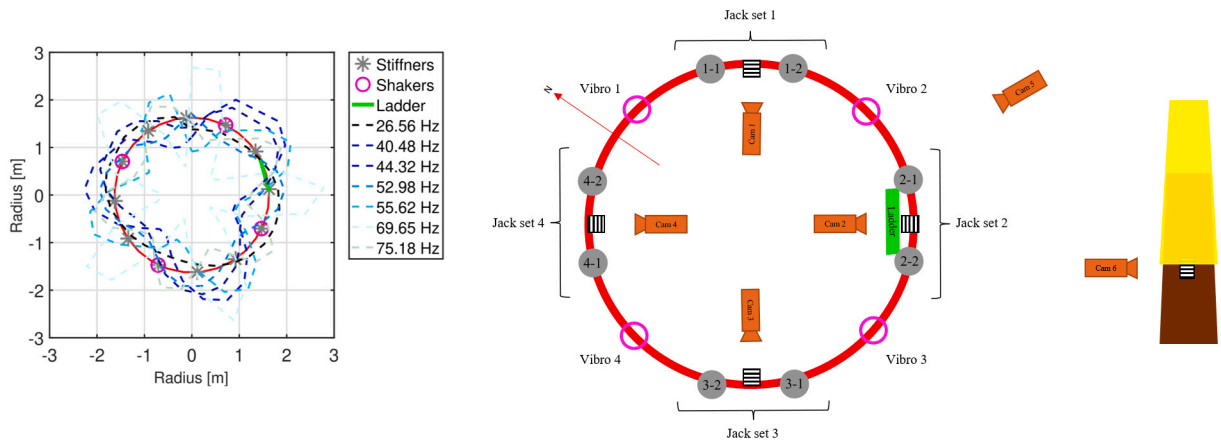 3
2
1
0
-1
-2
-3
-3
-2
-1
0
1
2
3
Radius [m]
Radius [m]
Stiffners
Shakers
Ladder
26.56 Hz
40.48 Hz
44.32 Hz
52.98 Hz
55.62 Hz
69.65 Hz
75.18 Hz
Jack set 1
1-1
1-2
Vibro 1
Vibro 2
N
Cam 1
4-2
2-1
Jack set 4
Cam 4
Cam 2
Ladder
Jack set 2
4-1
2-2
Cam 3
Vibro 4
Vibro 3
3-2
3-1
Jack set 3
Cam 5
Cam 6